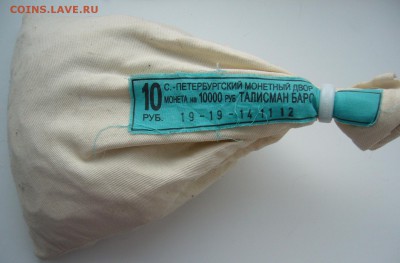 COINS.LAVE.RU
10 РУБ.
С.-ПЕТЕРБУРГСКИЙ МОНЕТНЫЙ ДВОР
МОНЕТА НА 10000 РУБ ТАЛИСМАН БАРС
19-19-14 11 12